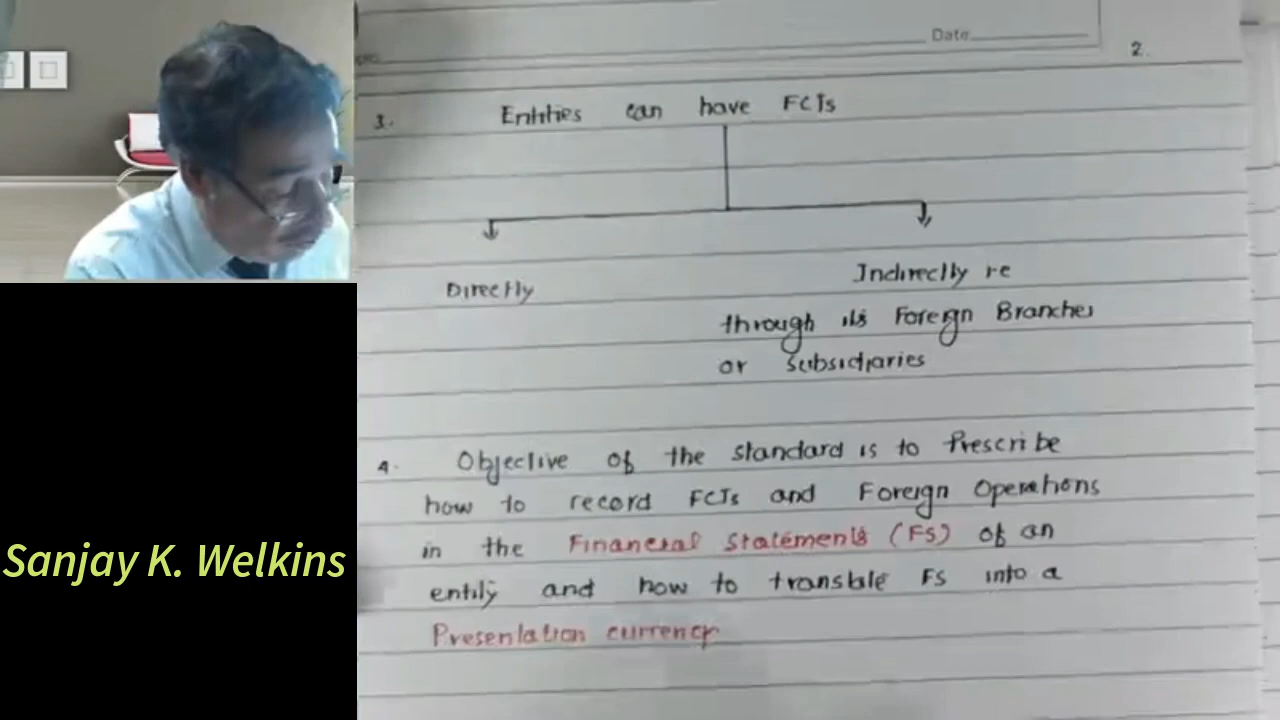 Date
2.
3. Entities can have FCTs
Directly
Indirectly ie
through its Foreign Branches
or subsidiaries
4. Objective of the standard is to Prescribe
how to record FCTs and Foreign Operations
in the Financial Statements (FS) of an
entity and how to translate FS into a
Presentation currency
Sanjay K. Welkins